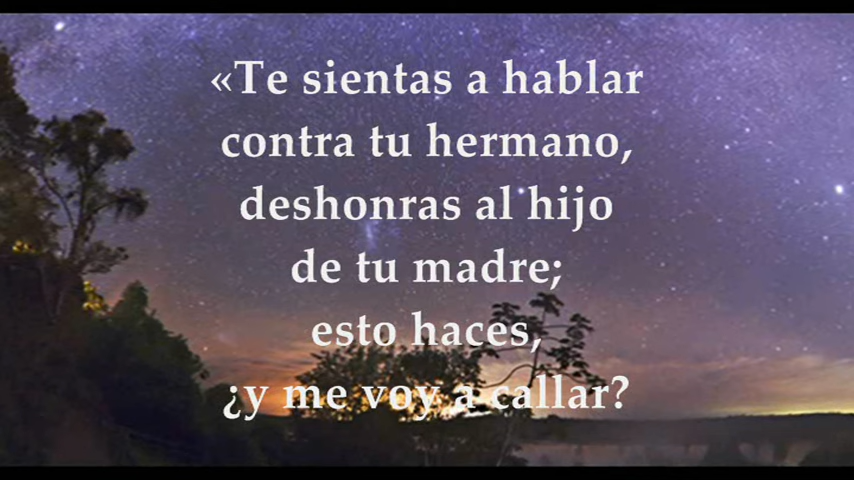 «Te sientas a hablar
contra tu hermano,
deshonras al hijo
de tu madre;
esto haces,
¿y me voy a callar?